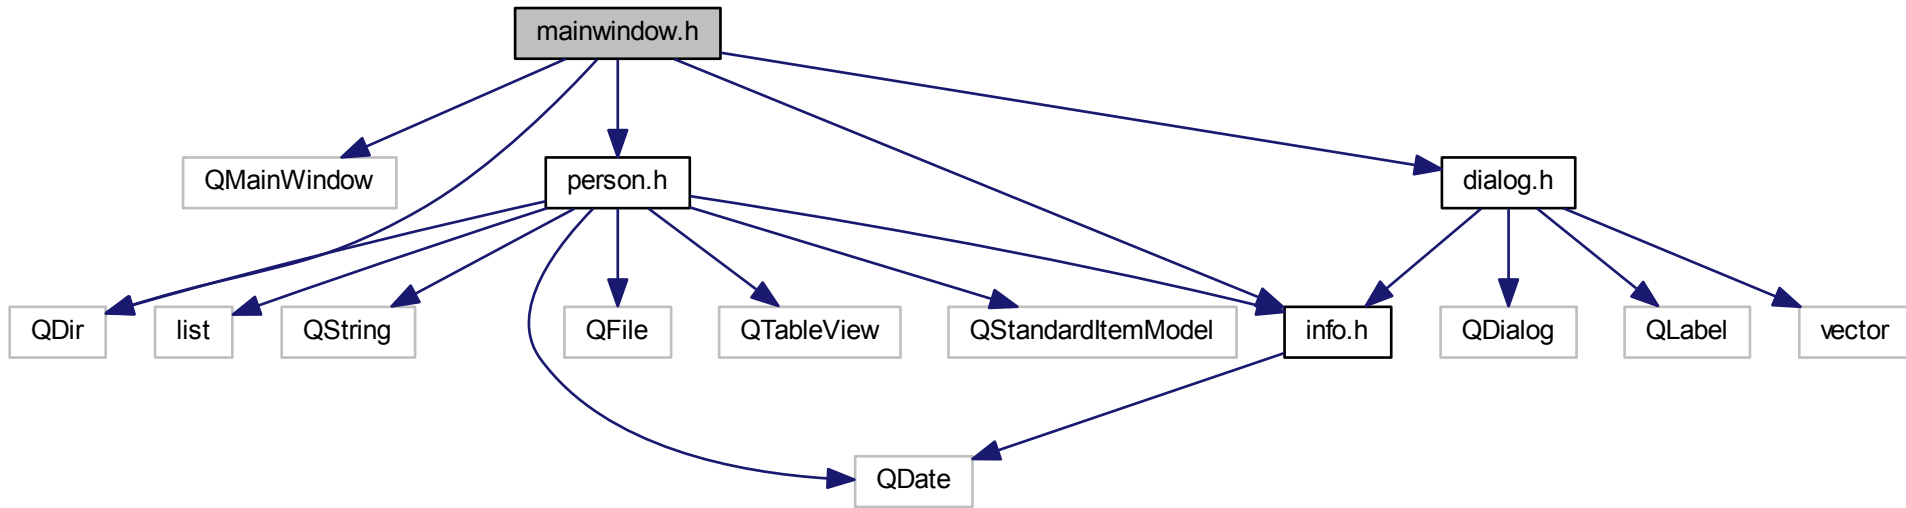 mainwindow.h
QMainWindow
person.h
dialog.h
QDir
list
QString
QFile
QTableView
QStandardItemModel
info.h
QDialog
QLabel
vector
QDate